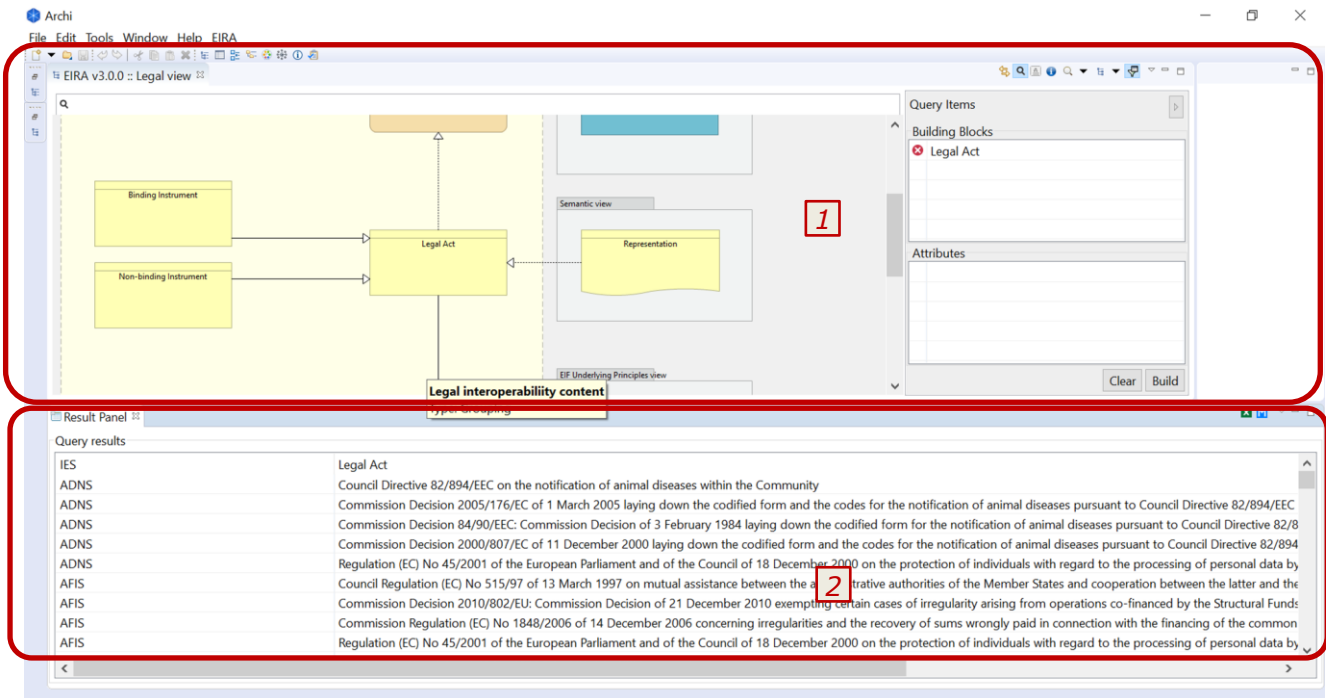 Archi
File Edit Tools Window Help EIRA
EIRA v3.0.0 :: Legal view
Query Items
Building Blocks
Legal Act
Binding Instrument
Semantic view
1
Legal Act
Representation
Attributes
Non-binding Instrument
EIF Underlying Principles view
Legal interoperabiliity content
Type: Grouping
Clear Build
Result Panel
Query results
IES Legal Act
ADNS Council Directive 82/894/EEC on the notification of animal diseases within the Community
ADNS Commission Decision 2005/176/EC of 1 March 2005 laying down the codified form and the codes for the notification of animal diseases pursuant to Council Directive 82/894/EEC
ADNS Commission Decision 84/90/EEC: Commission Decision of 3 February 1984 laying down the codified form for the notification of animal diseases pursuant to Council Directive 82/8
ADNS Commission Decision 2000/807/EC of 11 December 2000 laying down the codified form and the codes for the notification of animal diseases pursuant to Council Directive 82/894
ADNS Regulation (EC) No 45/2001 of the European Parliament and of the Council of 18 December 2000 on the protection of individuals with regard to the processing of personal data by
AFIS Council Regulation (EC) No 515/97 of 13 March 1997 on mutual assistance between the a strative authorities of the Member States and cooperation between the latter and the
2
AFIS Commission Decision 2010/802/EU: Commission Decision of 21 December 2010 exempting certain cases of irregularity arising from operations co-financed by the Structural Funds
AFIS Commission Regulation (EC) No 1848/2006 of 14 December 2006 concerning irregularities and the recovery of sums wrongly paid in connection with the financing of the common
AFIS Regulation (EC) No 45/2001 of the European Parliament and of the Council of 18 December 2000 on the protection of individuals with regard to the processing of personal data by